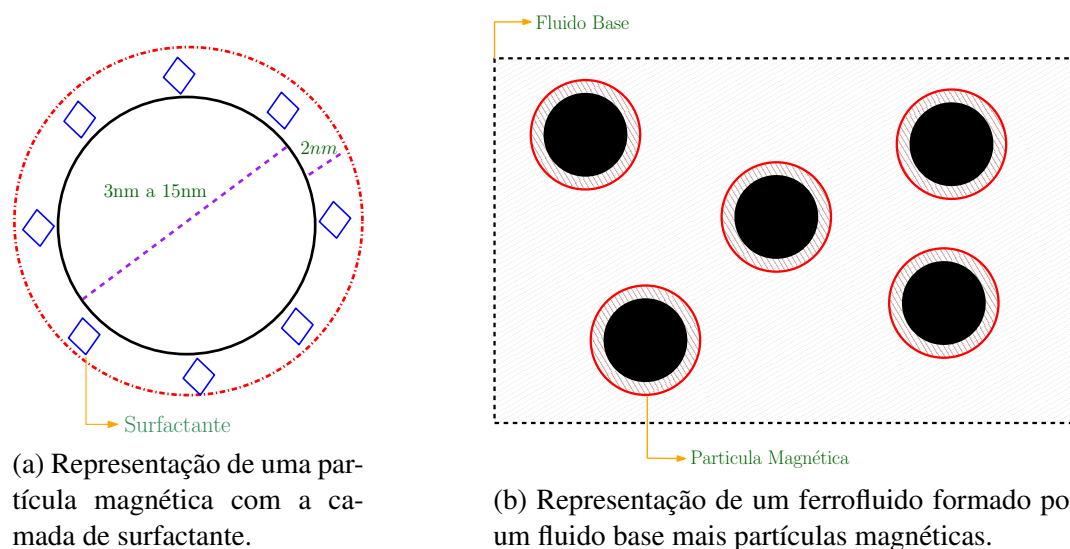 2nm
3nm a 15nm
Surfactante
(a) Representação de uma par-
tícula magnética com a ca-
mada de surfactante.
Fluido Base
Particula Magnética
(b) Representação de um ferrofluido formado po
um fluido base mais partículas magnéticas.